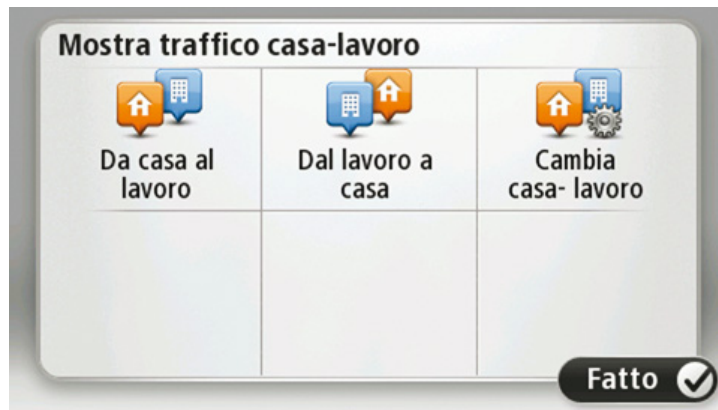 Mostra traffico casa-lavoro
Da casa al
lavoro
Dal lavoro a
casa
Cambia
casa- lavoro
Fatto